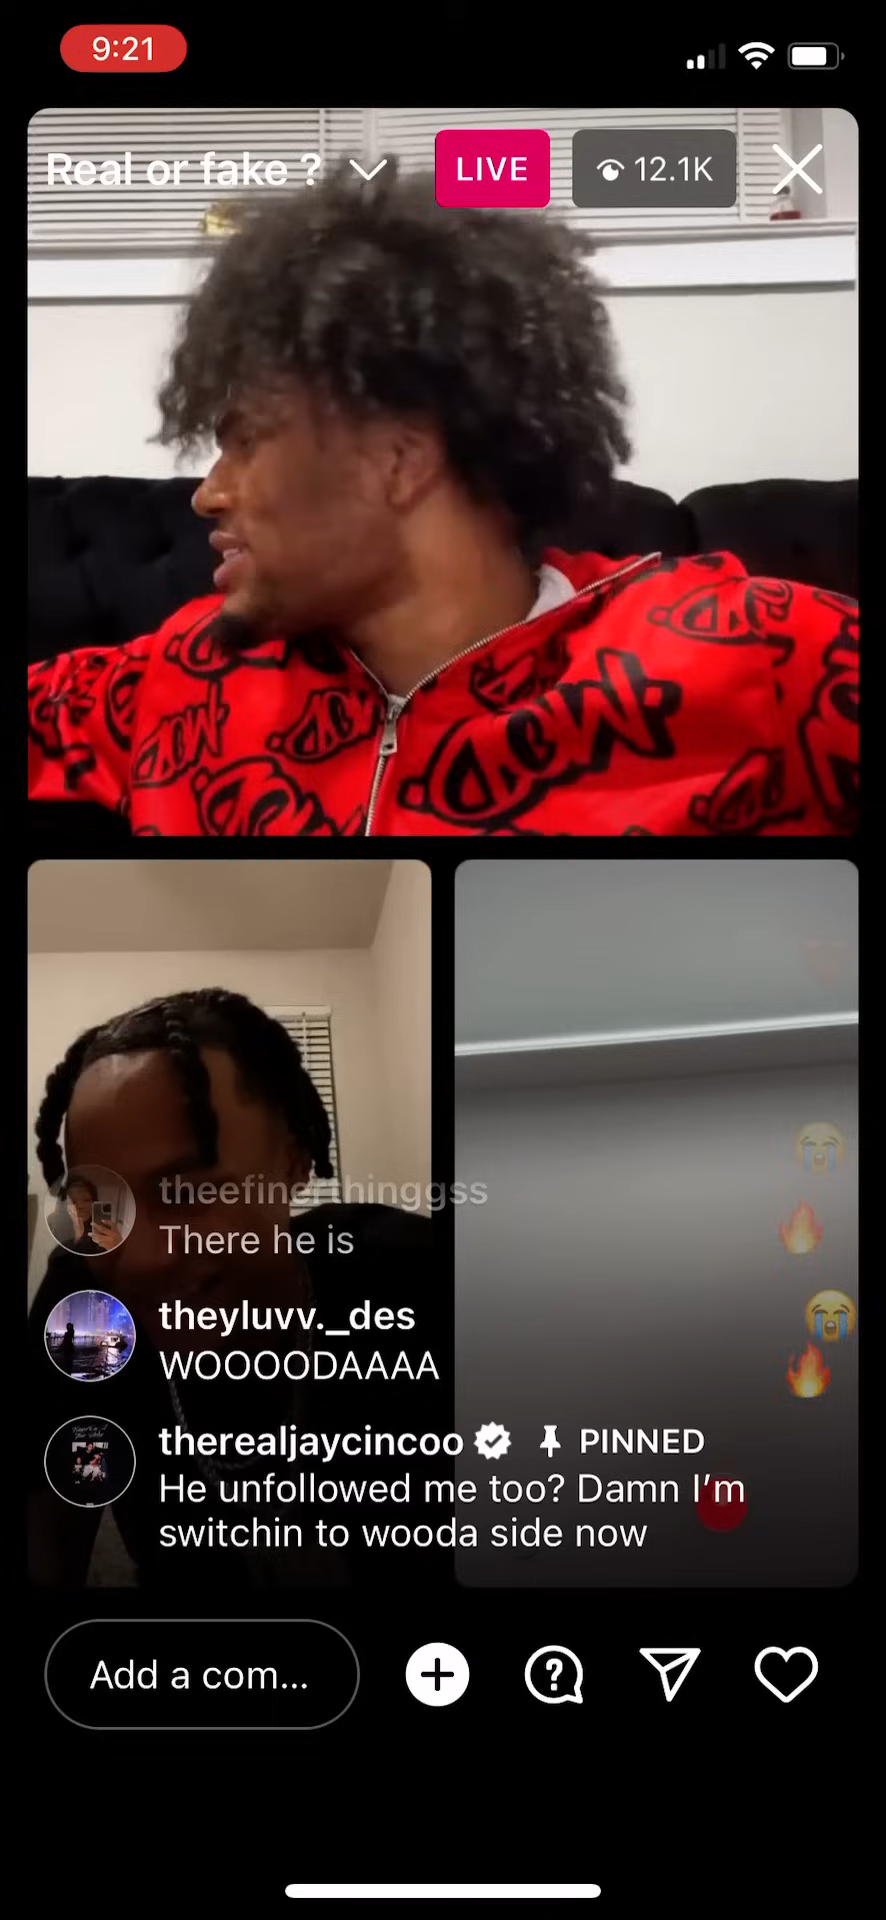 9:21
Real or fake ?
LIVE
12.1K
theefinerthinggss
There he is
theyluvv._des
WOOOODAAAA
therealjaycincoo PINNED
He unfollowed me too? Damn I'm
switchin to wooda side now
Add a com...